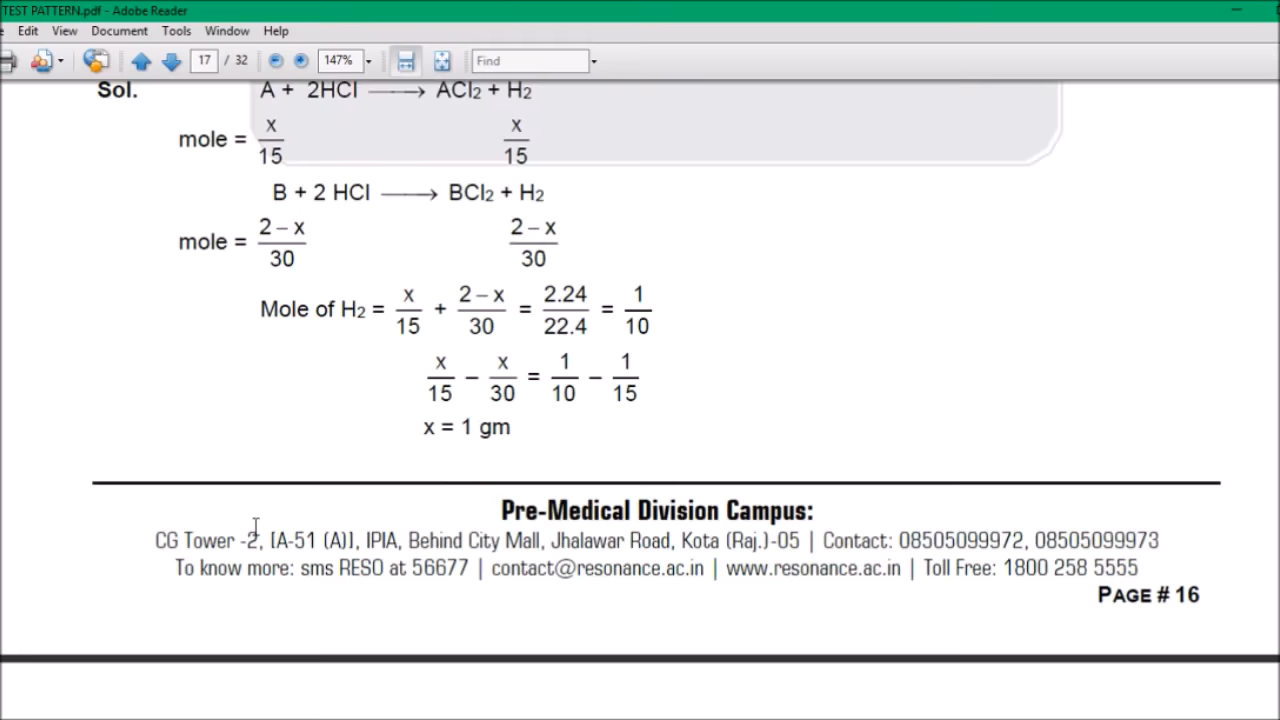 TEST PATTERN.pdf - Adobe Reader
Edit View Document Tools Window Help
17 / 32 147% Find
Sol. A + 2HCl ⟶ ACl₂ + H₂
mole = x/15 x/15
B + 2 HCl ⟶ BCl₂ + H₂
mole = 2 – x/30 2 – x/30
Mole of H₂ = x/15 + 2 – x/30 = 2.24/22.4 = 1/10
x/15 – x/30 = 1/10 – 1/15
x = 1 gm
Pre-Medical Division Campus:
CG Tower -2, [A-51 (A)], IPIA, Behind City Mall, Jhalawar Road, Kota (Raj.)-05 | Contact: 08505099972, 08505099973
To know more: sms RESO at 56677 | contact@resonance.ac.in | www.resonance.ac.in | Toll Free: 1800 258 5555
PAGE # 16